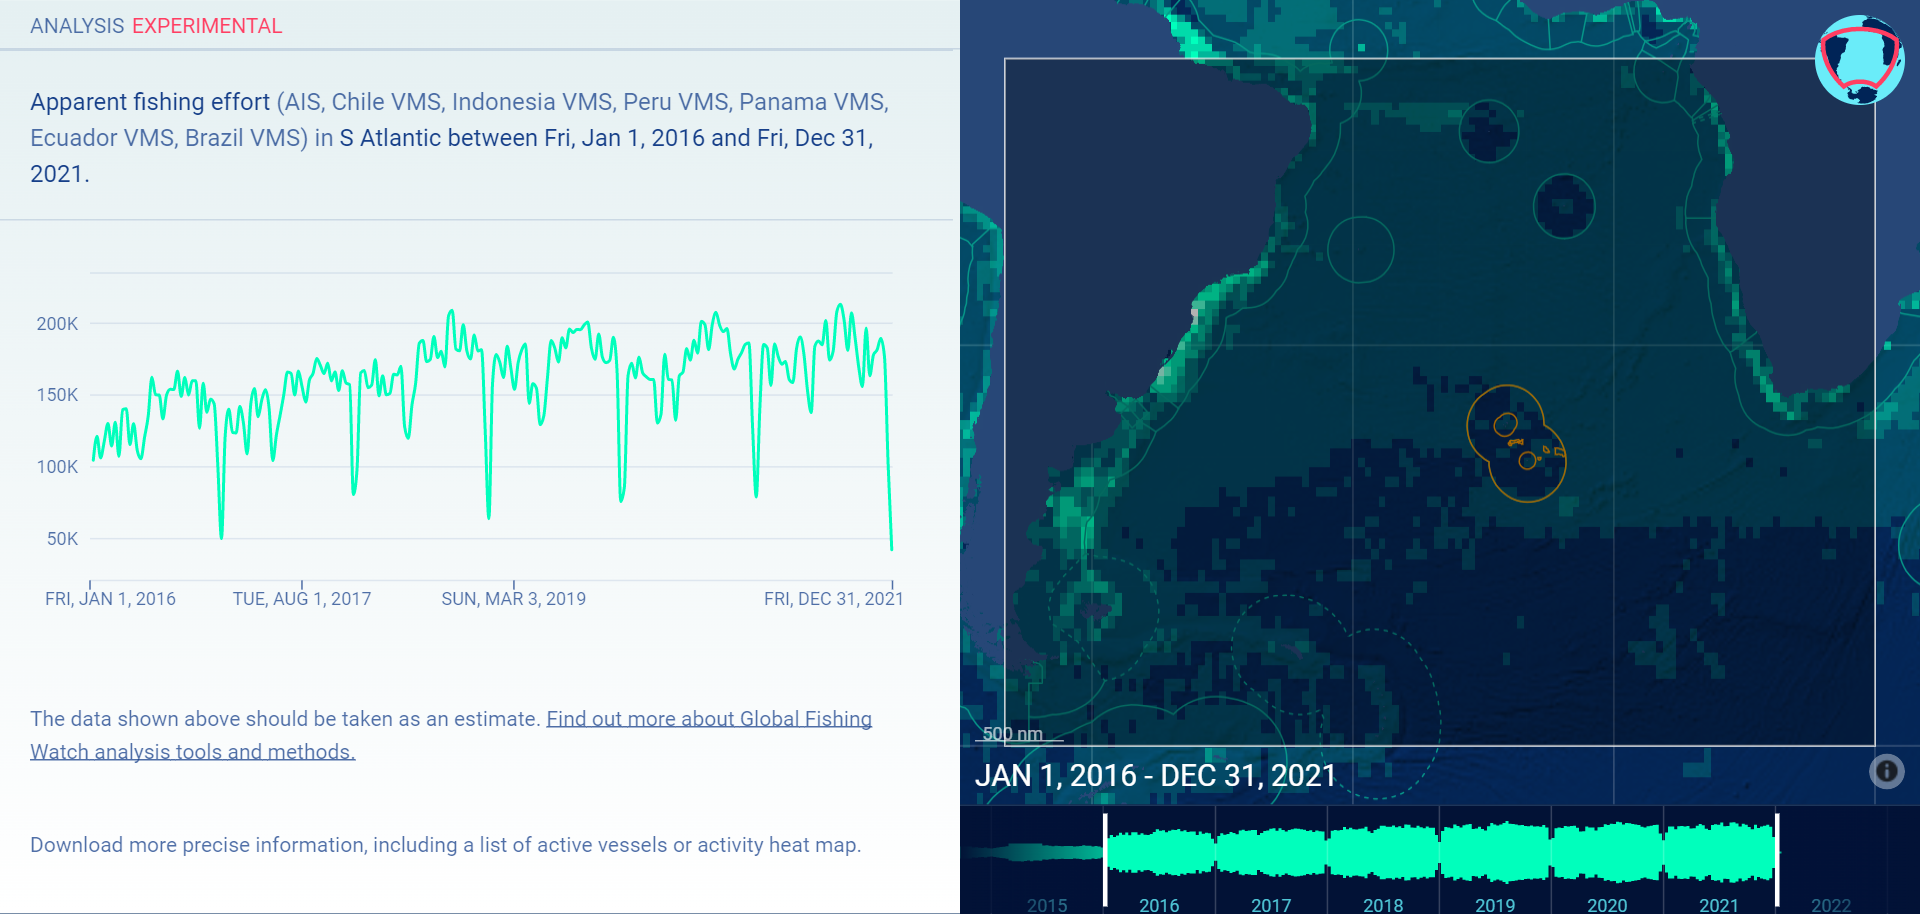 ANALYSIS EXPERIMENTAL
Apparent fishing effort (AIS, Chile VMS, Indonesia VMS, Peru VMS, Panama VMS,
Ecuador VMS, Brazil VMS) in S Atlantic between Fri, Jan 1, 2016 and Fri, Dec 31,
2021.
200K
150K
100K
50K
FRI, JAN 1, 2016
TUE, AUG 1, 2017
SUN, MAR 3, 2019
FRI, DEC 31, 2021
The data shown above should be taken as an estimate. Find out more about Global Fishing
Watch analysis tools and methods.
Download more precise information, including a list of active vessels or activity heat map.
500 nm
JAN 1, 2016 - DEC 31, 2021
2015
2016
2017
2018
2019
2020
2021
2022